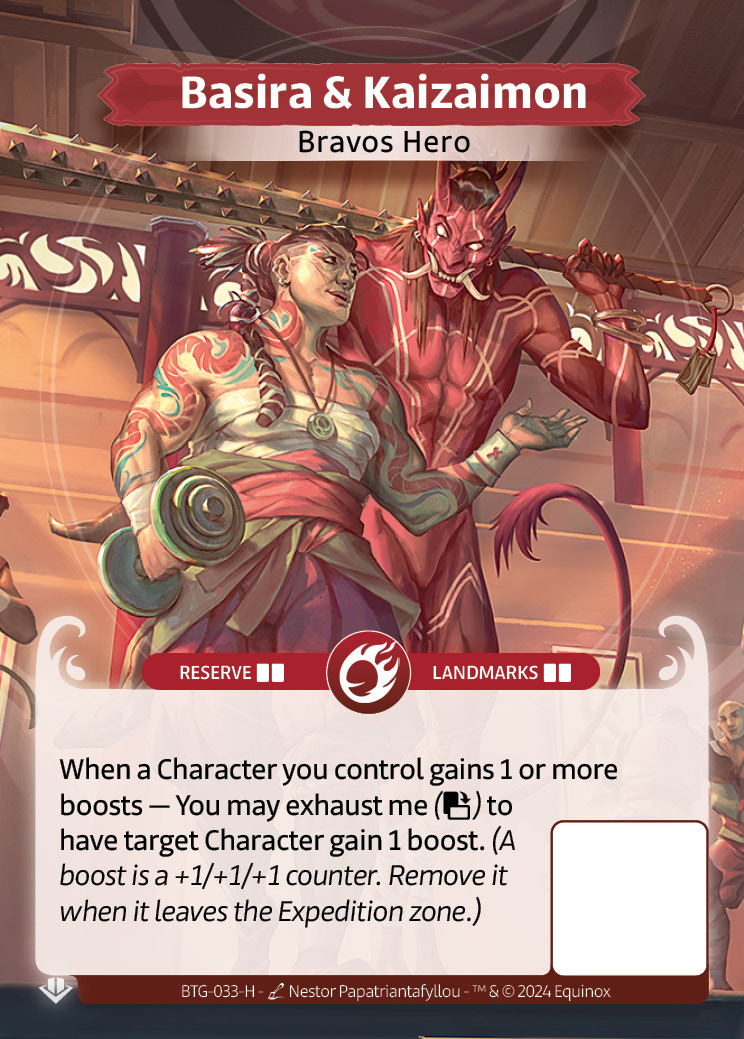 Basira & Kaizaimon
Bravos Hero
RESERVE
LANDMARKS
When a Character you control gains 1 or more
boosts — You may exhaust me () to
have target Character gain 1 boost. (A
boost is a +1/+1/+1 counter. Remove it
when it leaves the Expedition zone.)
BTG-033-H - Nestor Papatriantafyllou - ™ & © 2024 Equinox